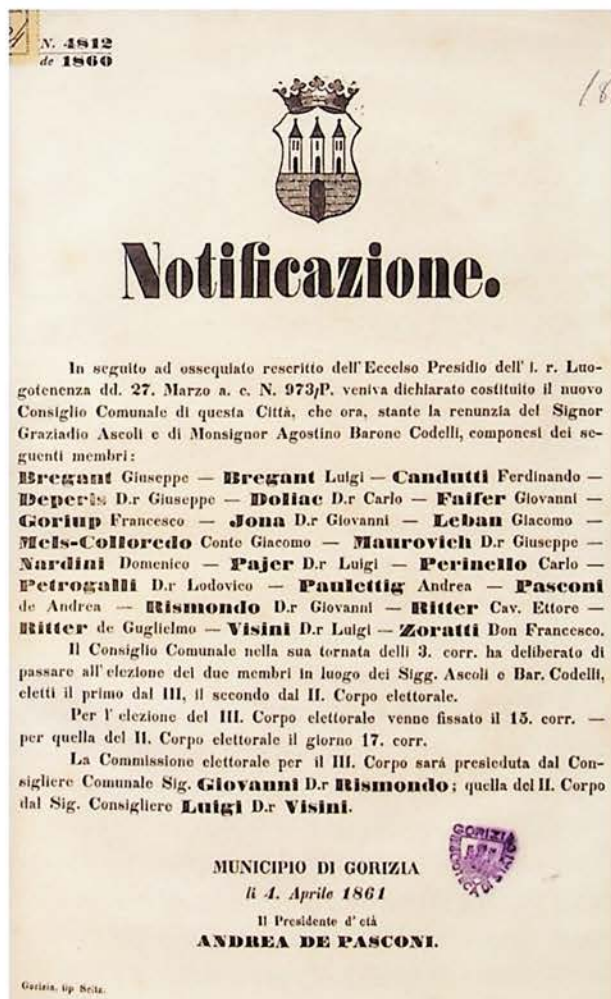 N. 4812
de 1860
Notificazione.
In seguito ad ossequiato rescritto dell' Eccelso Presidio dell' I. r. Luo-
gotenenza dd. 27. Marzo a. c. N. 973/P. veniva dichiarato costituito il nuovo
Consiglio Comunale di questa Città, che ora, stante la renunzia del Signor
Graziadio Ascoli e di Monsignor Agostino Barone Codelli, componesi dei se-
guenti membri:
Bregant Giuseppe — Bregant Luigi — Candutti Ferdinando —
Deperis D.r Giuseppe — Doliac D.r Carlo — Faifer Giovanni —
Goriup Francesco — Jona D.r Giovanni — Leban Giacomo —
Mels-Colloredo Conte Giacomo — Maurovich D.r Giuseppe —
Nardini Domenico — Pajer D.r Luigi — Perinello Carlo —
Petrogalli D.r Lodovico — Paulettig Andrea — Pasconi
de Andrea — Rismondo D.r Giovanni — Ritter Cav. Ettore —
Ritter de Guglielmo — Visini D.r Luigi — Zoratti Don Francesco.
Il Consiglio Comunale nella sua tornata delli 3. corr. ha deliberato di
passare all' elezione dei due membri in luogo dei Sigg. Ascoli e Bar. Codelli,
eletti il primo dal III, il secondo dal II. Corpo elettorale.
Per l' elezione del III. Corpo elettorale venne fissato il 15. corr. —
per quella del II. Corpo elettorale il giorno 17. corr.
La Commissione elettorale per il III. Corpo sará presieduta dal Con-
sigliere Comunale Sig. Giovanni D.r Rismondo; quella del II. Corpo
dal Sig. Consigliere Luigi D.r Visini.
GORIZIA
MUNICIPIO DI GORIZIA
li 4. Aprile 1861
Il Presidente d' età
ANDREA DE PASCONI.
Gorizia, tip Seitz.